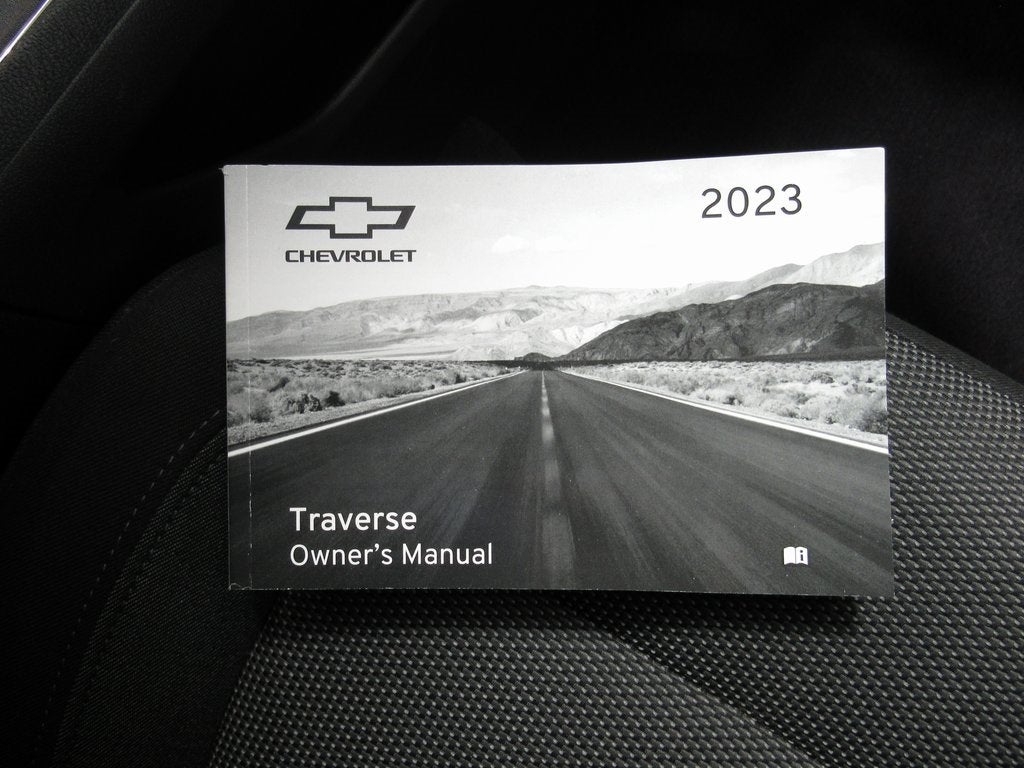 2023
CHEVROLET
Traverse
Owner's Manual